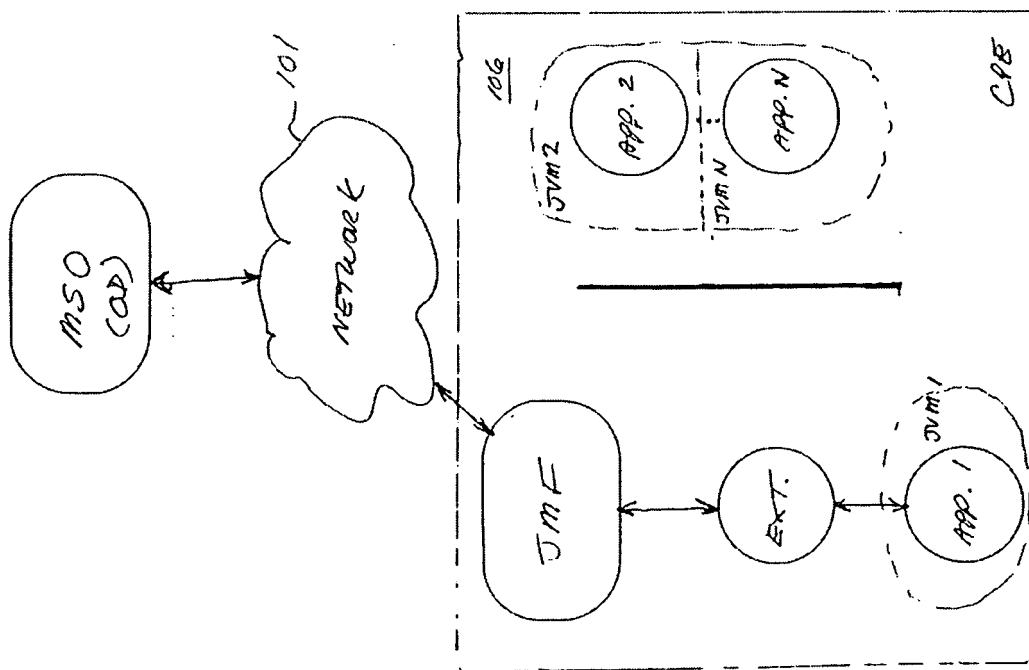 MSO
(OD)
101
NETWORK
106
JMF
EXT.
JVM 1
APP. 1
JVM 2
APP. 2
JVM N
APP. N
CPE